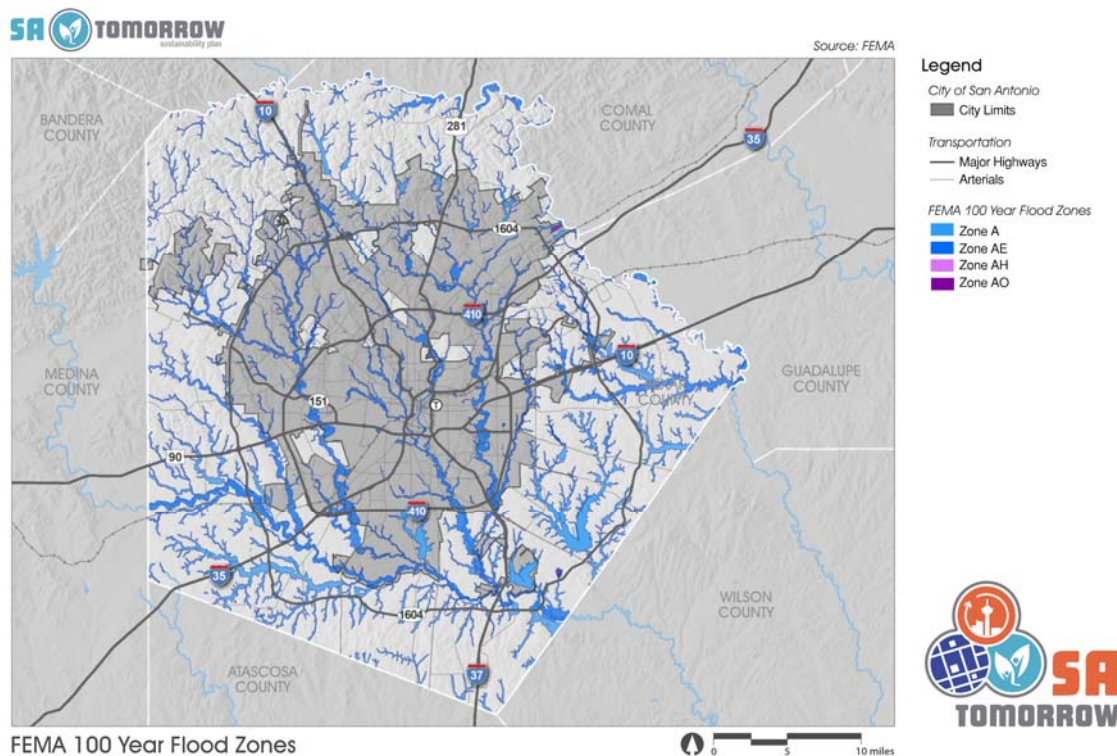 SA TOMORROW
sustainability plan
Source: FEMA
Legend
City of San Antonio
City Limits
Transportation
Major Highways
Arterials
FEMA 100 Year Flood Zones
Zone A
Zone AE
Zone AH
Zone AO
BANDERA
COUNTY
10
281
COMAL
COUNTY
35
1604
410
10
MEDINA
COUNTY
COUNTY
GUADALUPE
COUNTY
151
90
410
35
1604
WILSON
COUNTY
ATASCOSA
COUNTY
37
SA
TOMORROW
FEMA 100 Year Flood Zones
0 5 10 miles